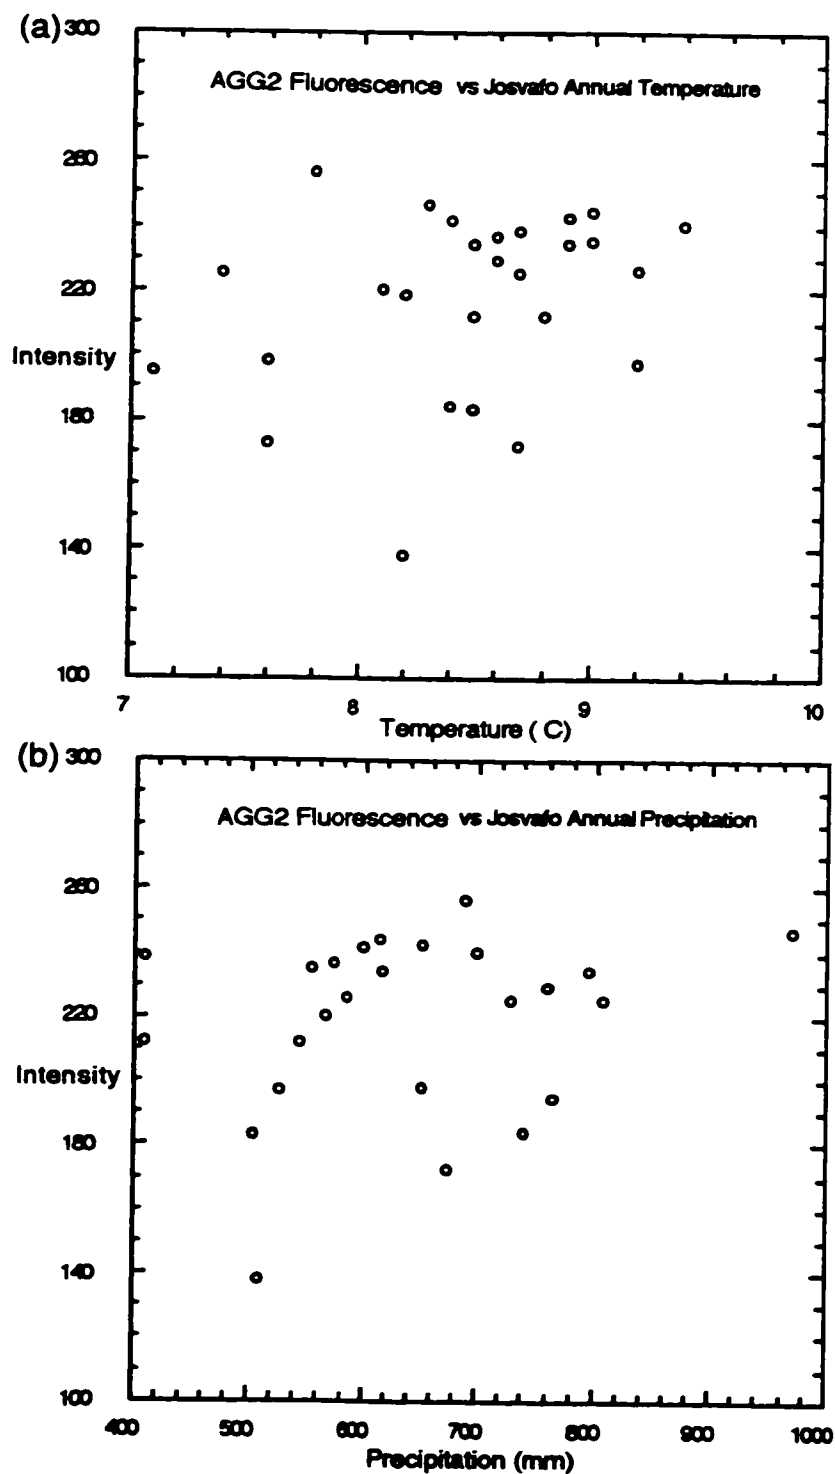 (a)
300
AGG2 Fluorescence vs Josvafo Annual Temperature
260
220
Intensity
180
140
100
7 8 9 10
Temperature ( C)
(b)
300
AGG2 Fluorescence vs Josvafo Annual Precipitation
260
220
Intensity
180
140
100
400 500 600 700 800 900 1000
Precipitation (mm)